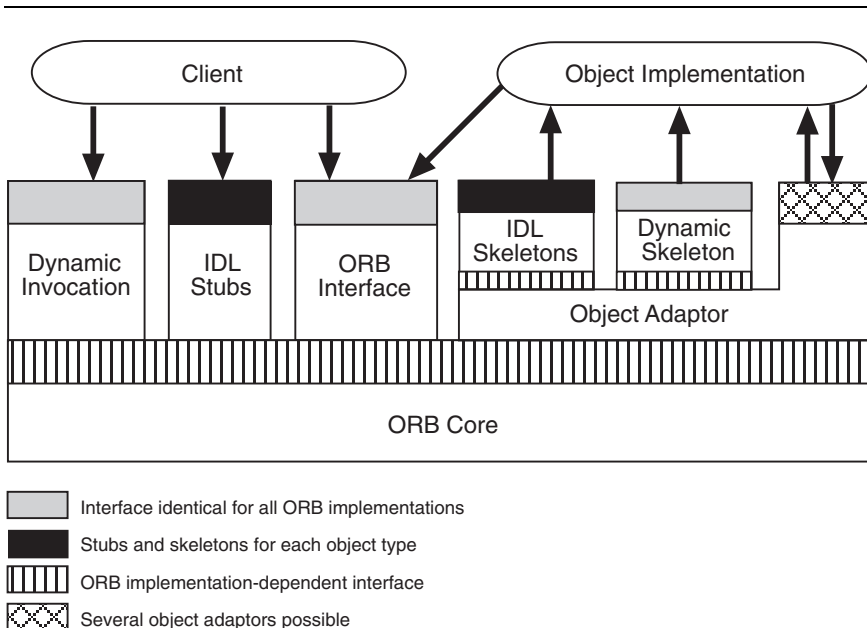 Client
Object Implementation
Dynamic
Invocation
IDL
Stubs
ORB
Interface
IDL
Skeletons
Dynamic
Skeleton
Object Adaptor
ORB Core
Interface identical for all ORB implementations
Stubs and skeletons for each object type
ORB implementation-dependent interface
Several object adaptors possible